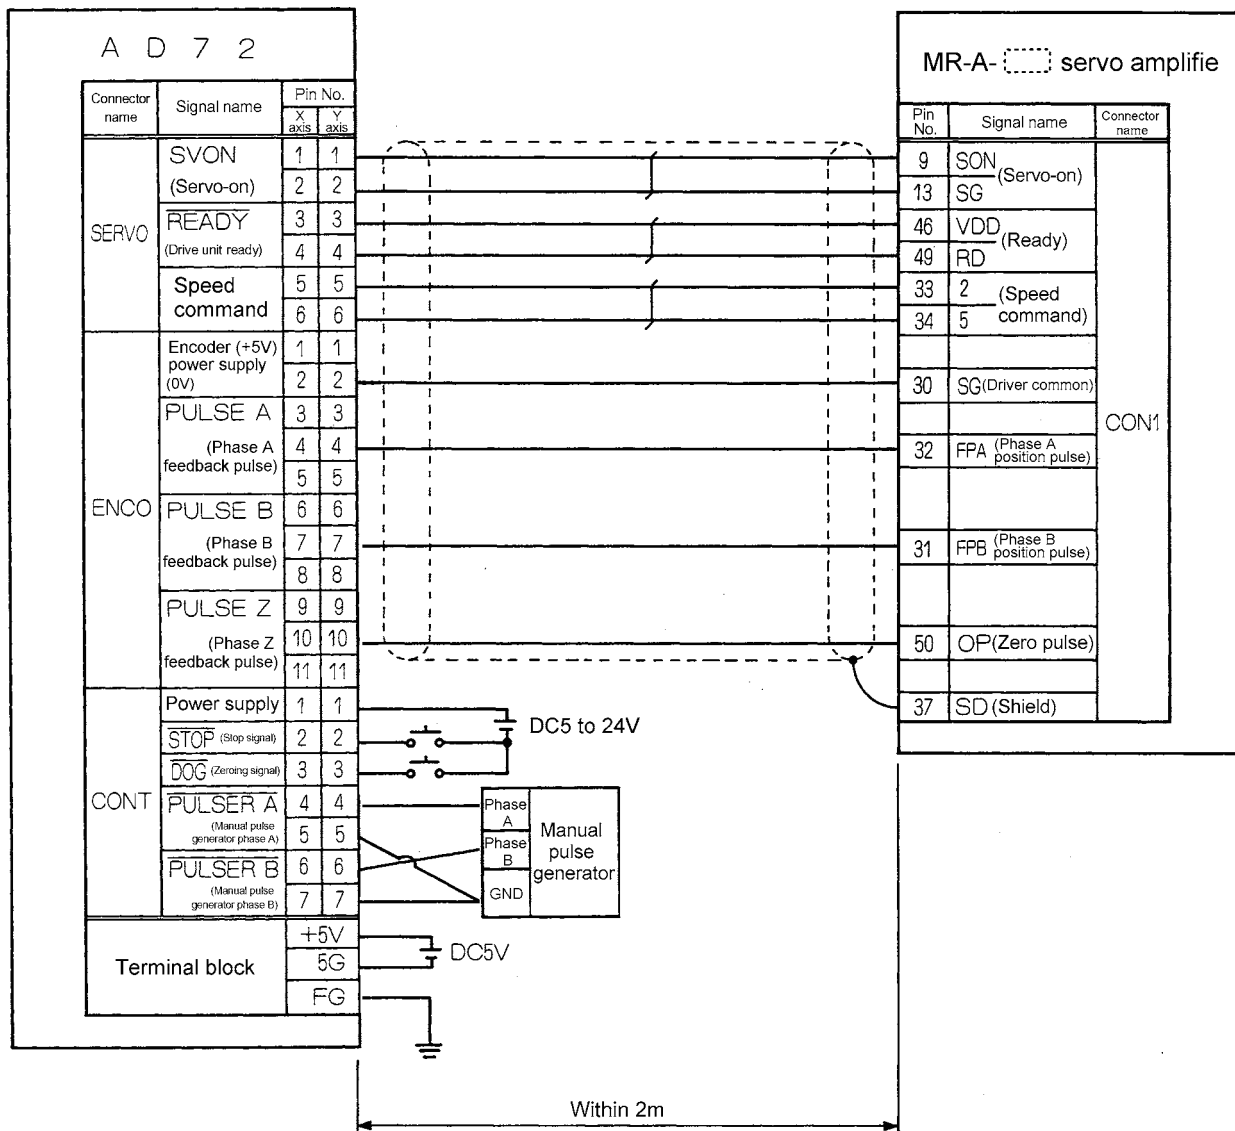 AD72
Connector name
Signal name
Pin No.
X axis
Y axis
SERVO
SVON 1 1
(Servo-on) 2 2
READY 3 3
(Drive unit ready) 4 4
Speed command 5 5
6 6
ENCO
Encoder (+5V) 1 1
power supply
(0V) 2 2
PULSE A 3 3
(Phase A 4 4
feedback pulse) 5 5
PULSE B 6 6
(Phase B 7 7
feedback pulse) 8 8
PULSE Z 9 9
(Phase Z 10 10
feedback pulse) 11 11
CONT
Power supply 1 1
STOP (Stop signal) 2 2
DOG (Zeroing signal) 3 3
PULSER A 4 4
(Manual pulse
generator phase A) 5 5
PULSER B 6 6
(Manual pulse
generator phase B) 7 7
Terminal block
+5V
5G
FG
DC5 to 24V
Phase A
Phase B
GND
Manual pulse generator
DC5V
Within 2m
MR-A- servo amplifie
Pin No.
Signal name
Connector name
9 SON (Servo-on)
13 SG
46 VDD (Ready)
49 RD
33 2 (Speed
34 5 command)
30 SG (Driver common)
32 FPA (Phase A position pulse)
31 FPB (Phase B position pulse)
50 OP (Zero pulse)
37 SD (Shield)
CON1